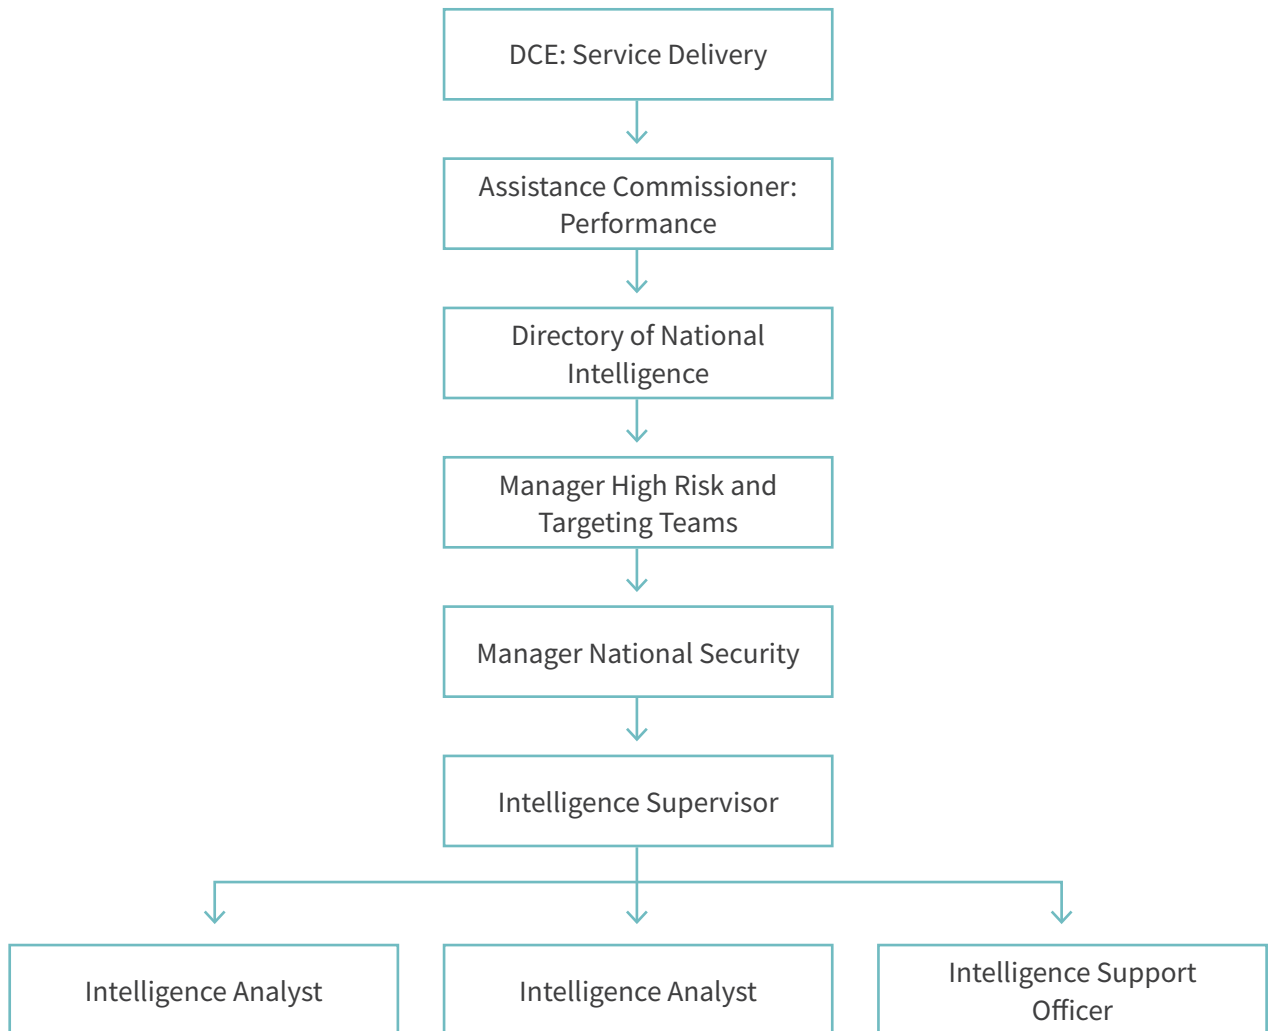 DCE: Service Delivery
Assistance Commissioner:
Performance
Directory of National
Intelligence
Manager High Risk and
Targeting Teams
Manager National Security
Intelligence Supervisor
Intelligence Analyst
Intelligence Analyst
Intelligence Support
Officer